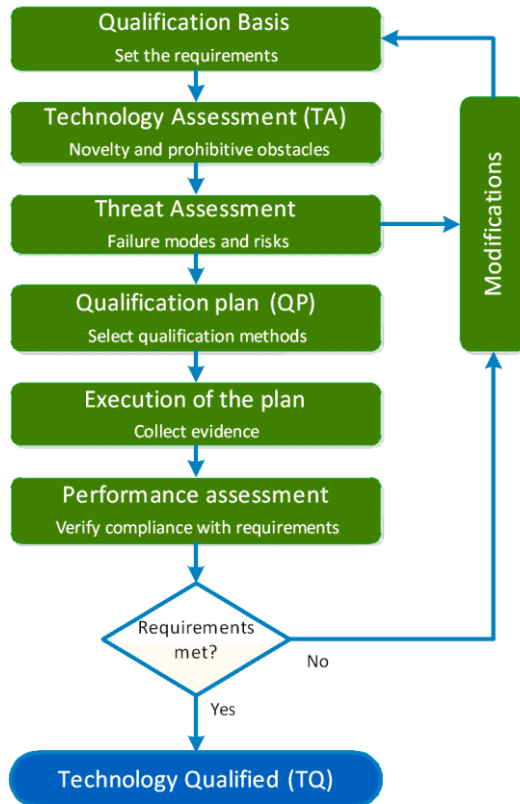 Qualification Basis
Set the requirements
Technology Assessment (TA)
Novelty and prohibitive obstacles
Threat Assessment
Failure modes and risks
Modifications
Qualification plan (QP)
Select qualification methods
Execution of the plan
Collect evidence
Performance assessment
Verify compliance with requirements
Requirements
met?
No
Yes
Technology Qualified (TQ)